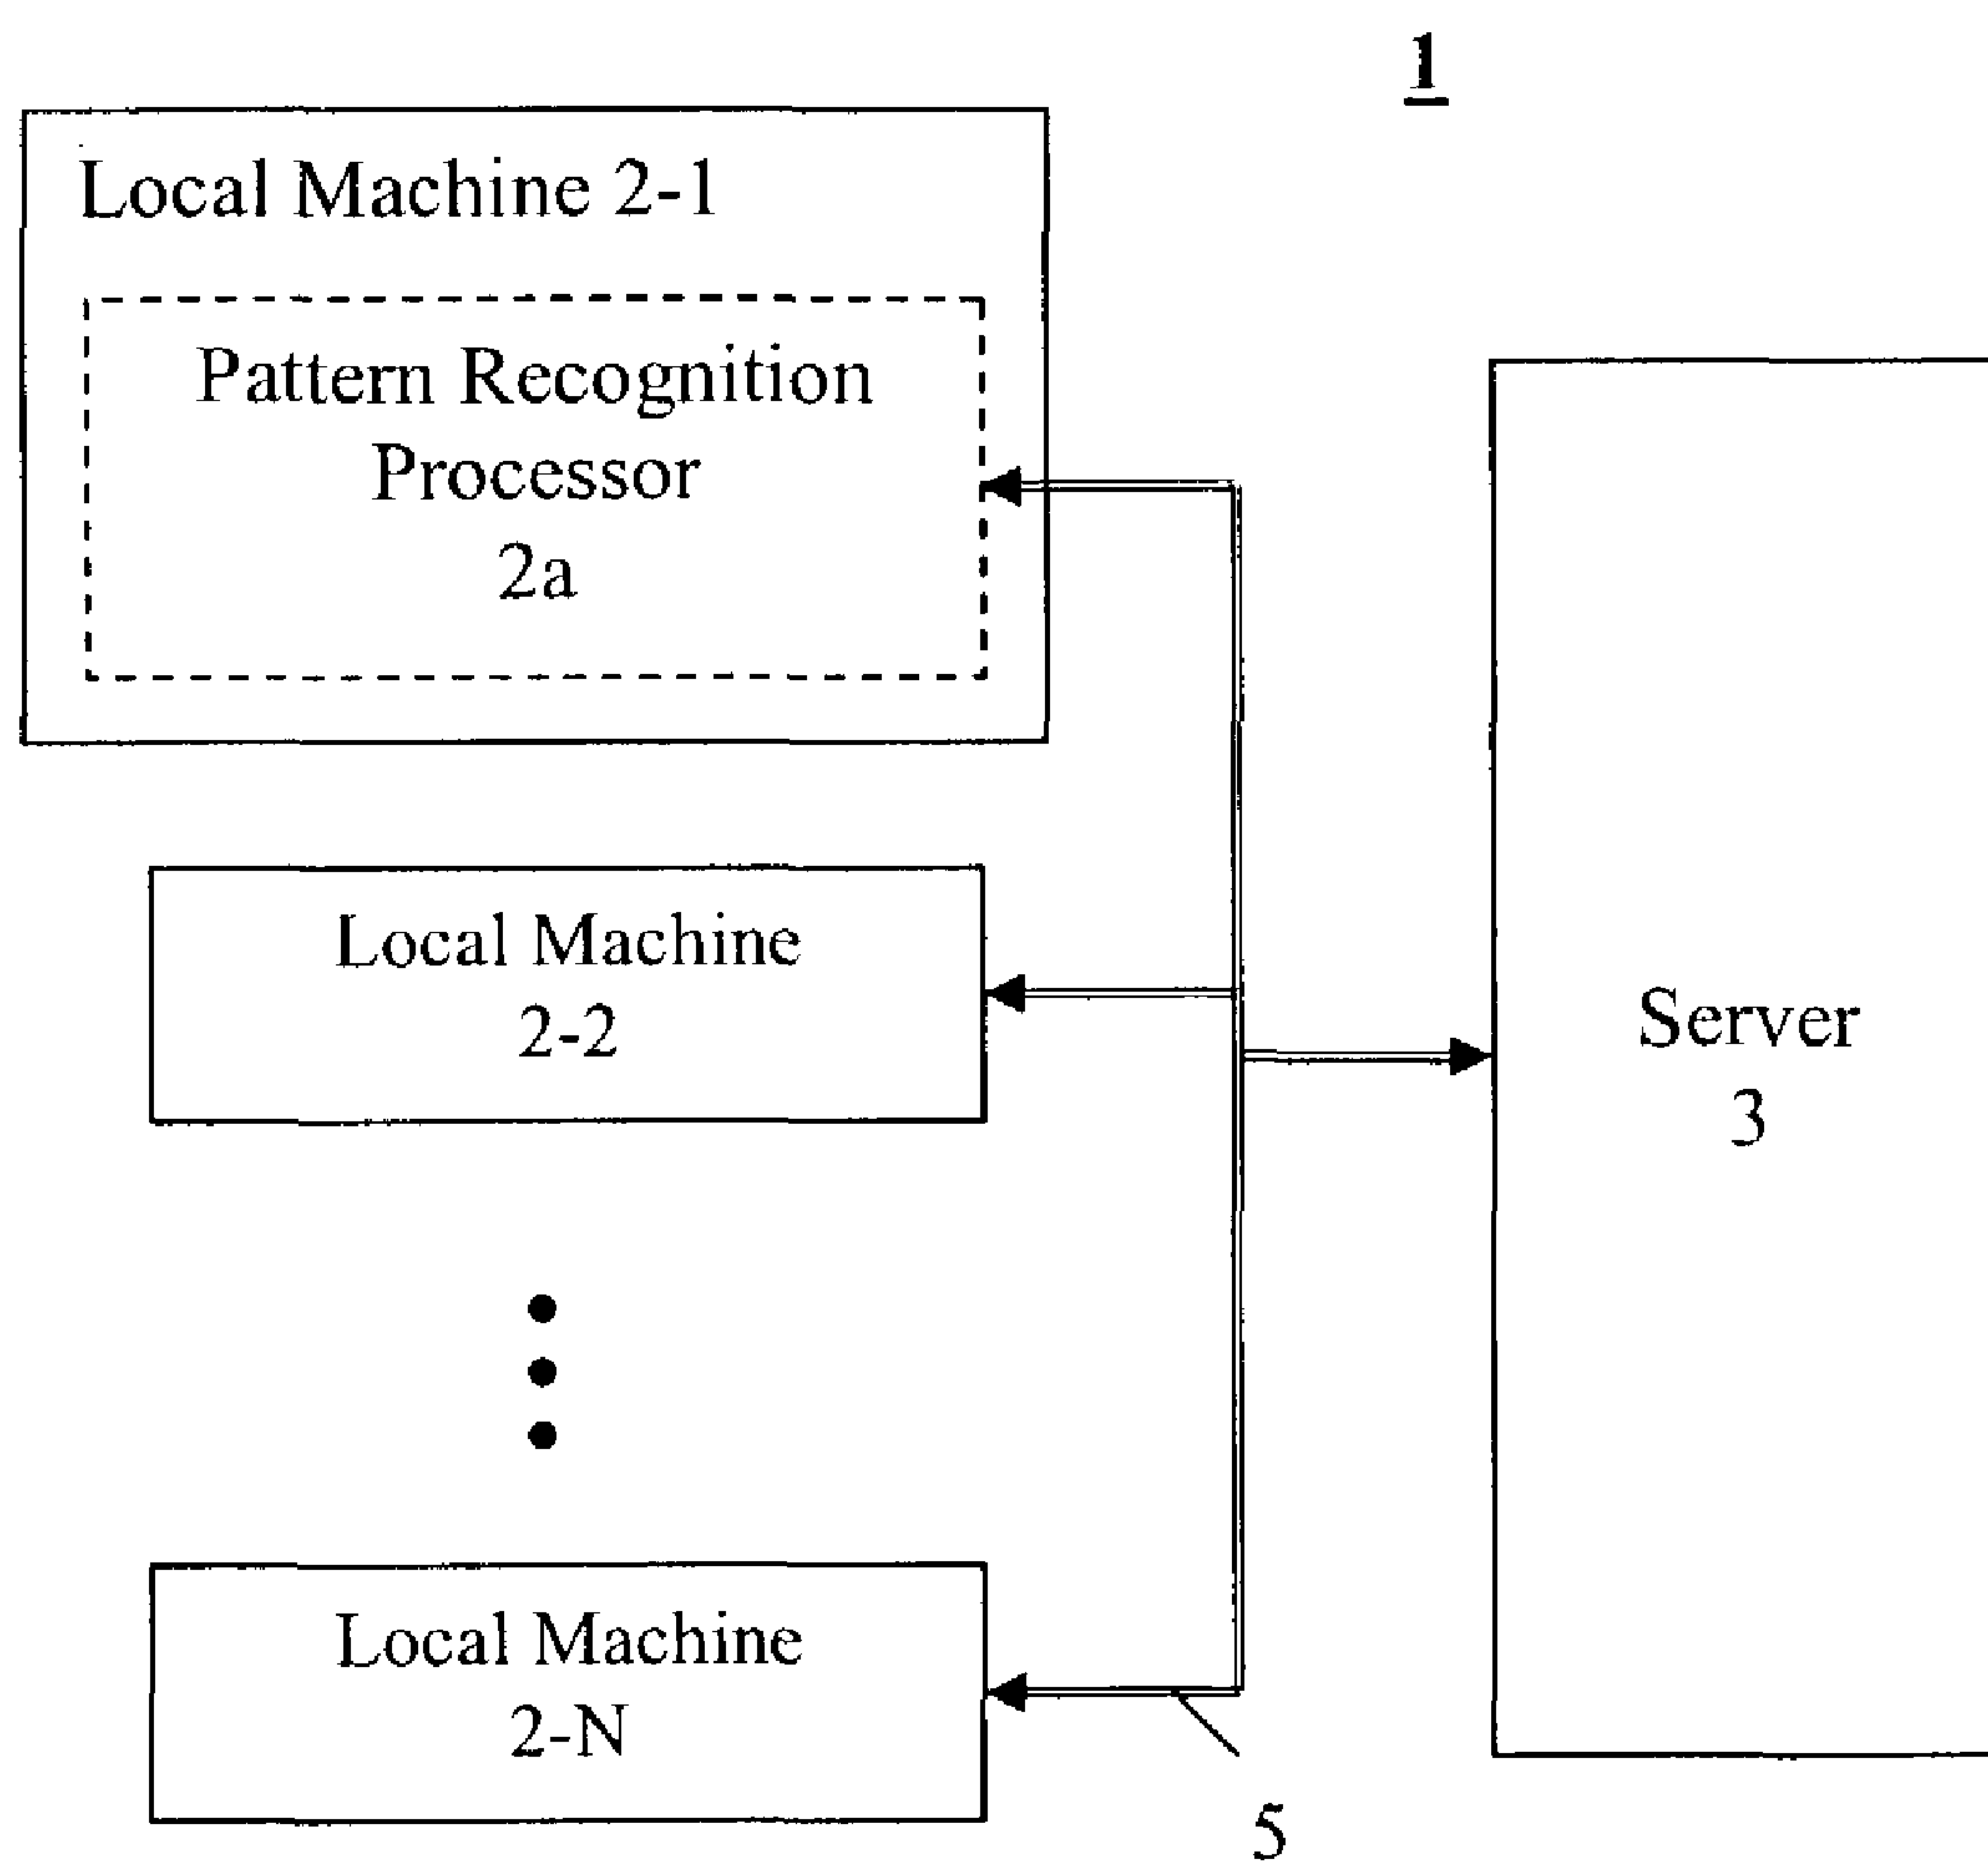 1
Local Machine 2-1
Pattern Recognition
Processor
2a
Local Machine
2-2
Server
3
Local Machine
2-N
5